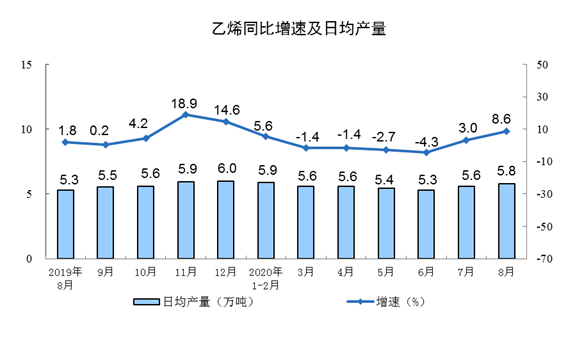 乙烯同比增速及日均产量
15
10
5
0
50
30
10
-10
-30
-50
-70
1.8
0.2
4.2
18.9
14.6
5.6
-1.4
-1.4
-2.7
-4.3
3.0
8.6
5.3
5.5
5.6
5.9
6.0
5.9
5.6
5.6
5.4
5.3
5.6
5.8
2019年
8月
9月
10月
11月
12月
2020年
1-2月
3月
4月
5月
6月
7月
8月
日均产量（万吨）
增速（%）